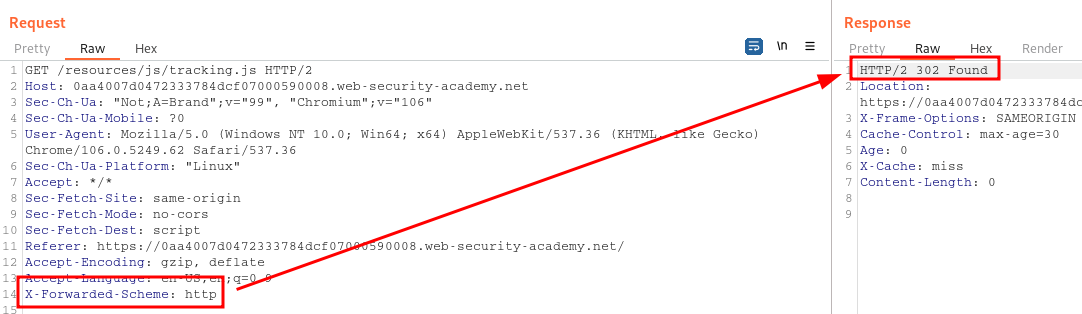 Request
Pretty Raw Hex \n
1 GET /resources/js/tracking.js HTTP/2
2 Host: 0aa4007d0472333784dcf07000590008.web-security-academy.net
3 Sec-Ch-Ua: "Not;A=Brand";v="99", "Chromium";v="106"
4 Sec-Ch-Ua-Mobile: ?0
5 User-Agent: Mozilla/5.0 (Windows NT 10.0; Win64; x64) AppleWebKit/537.36 (KHTML, like Gecko)
Chrome/106.0.5249.62 Safari/537.36
6 Sec-Ch-Ua-Platform: "Linux"
7 Accept: */*
8 Sec-Fetch-Site: same-origin
9 Sec-Fetch-Mode: no-cors
10 Sec-Fetch-Dest: script
11 Referer: https://0aa4007d0472333784dcf07000590008.web-security-academy.net/
12 Accept-Encoding: gzip, deflate
13 Accept-Language: en-US,en;q=0.9
14 X-Forwarded-Scheme: http
15
Response
Pretty Raw Hex Render
1 HTTP/2 302 Found
2 Location:
https://0aa4007d0472333784dc
3 X-Frame-Options: SAMEORIGIN
4 Cache-Control: max-age=30
5 Age: 0
6 X-Cache: miss
7 Content-Length: 0
8
9